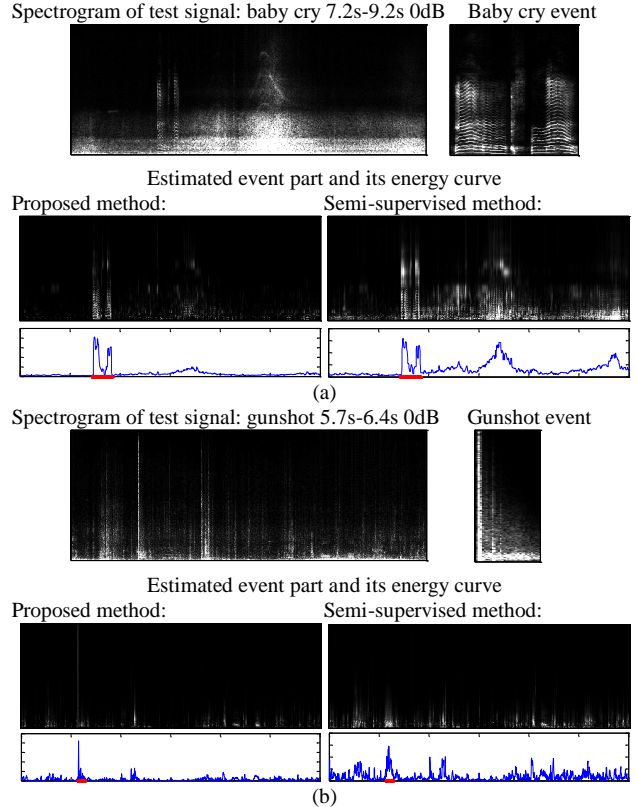 Spectrogram of test signal: baby cry 7.2s-9.2s 0dB Baby cry event
Estimated event part and its energy curve
Proposed method: Semi-supervised method:
(a)
Spectrogram of test signal: gunshot 5.7s-6.4s 0dB Gunshot event
Estimated event part and its energy curve
Proposed method: Semi-supervised method:
(b)